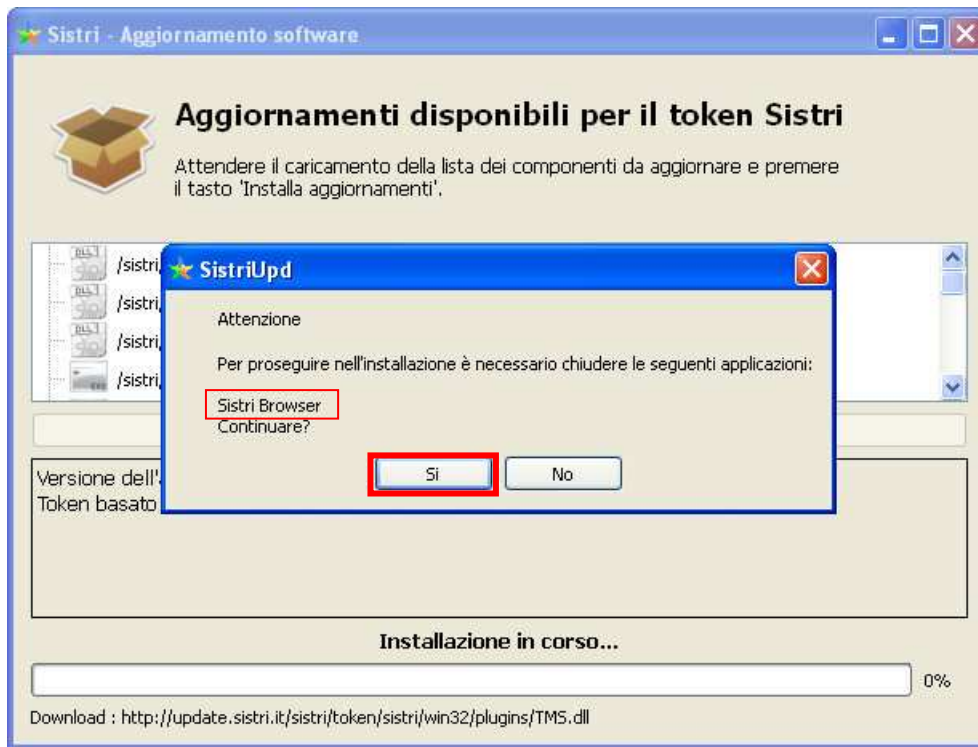 Sistri - Aggiornamento software
Aggiornamenti disponibili per il token Sistri
Attendere il caricamento della lista dei componenti da aggiornare e premere
il tasto 'Installa aggiornamenti'.
/sistri,
/sistri,
/sistri,
/sistri,
SistriUpd
Attenzione
Per proseguire nell'installazione è necessario chiudere le seguenti applicazioni:
Sistri Browser
Continuare?
Si No
Versione dell'
Token basato
Installazione in corso...
0%
Download : http://update.sistri.it/sistri/token/sistri/win32/plugins/TMS.dll